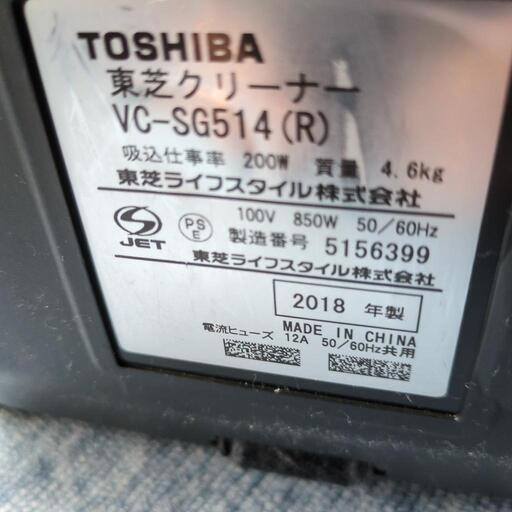 TOSHIBA
東芝クリーナー
VC-SG514(R)
吸込仕事率 200W 質量 4.6kg
東芝ライフスタイル株式会社
S JET PS E 100V 850W 50/60Hz
製造番号 5156399
東芝ライフスタイル株式会社
2018 年製
MADE IN CHINA
電流ヒューズ 12A 50/60Hz共用